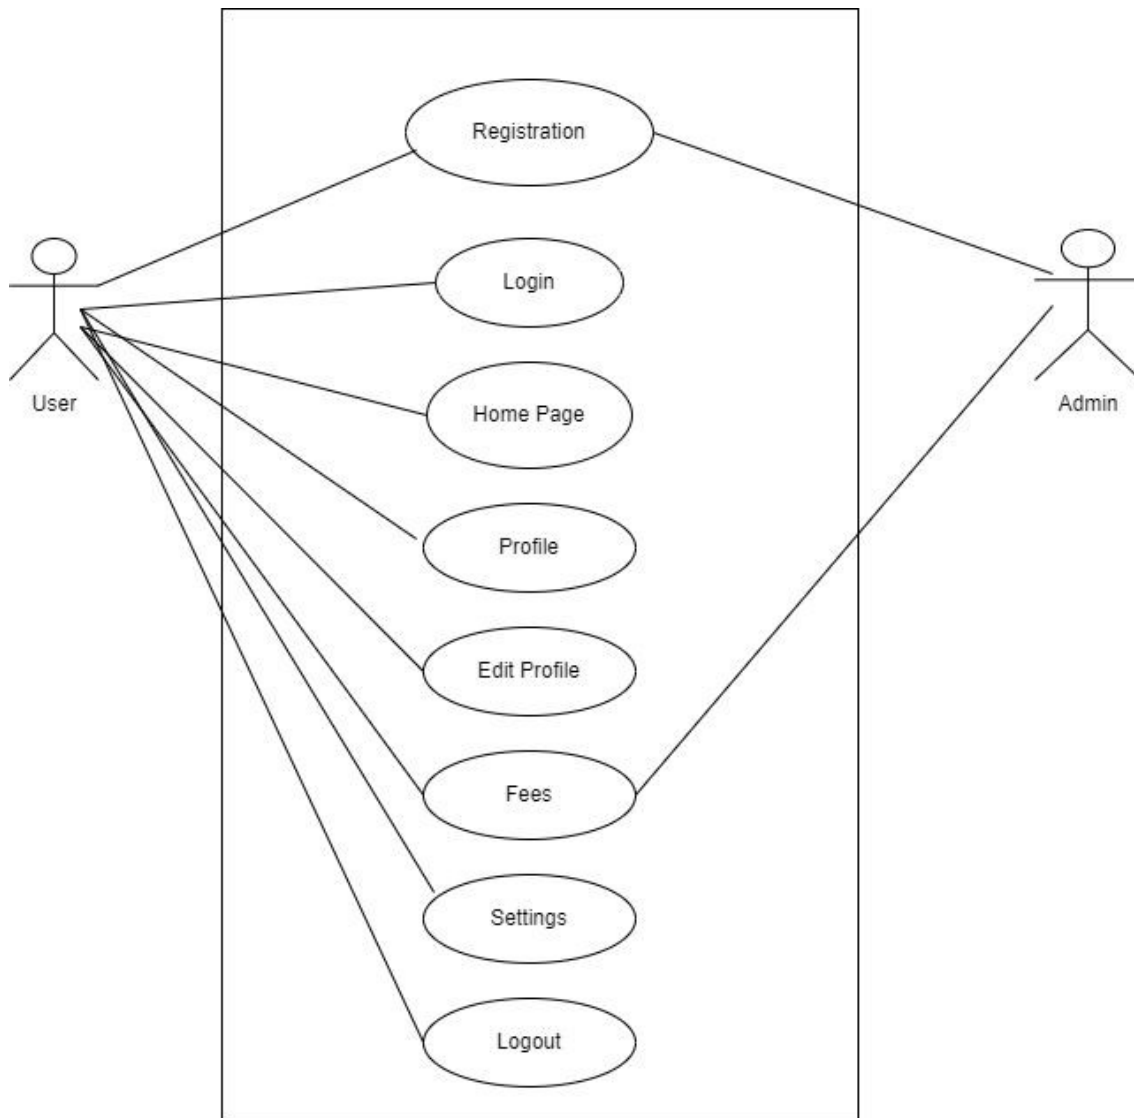 Registration
Login
Home Page
User
Admin
Profile
Edit Profile
Fees
Settings
Logout